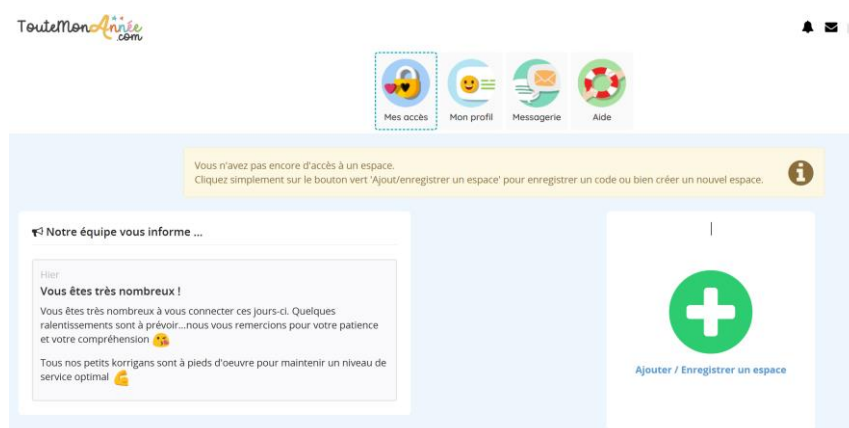 TouteMonAnnée
.com
Mes accès
Mon profil
Messagerie
Aide
Vous n'avez pas encore d'accès à un espace.
Cliquez simplement sur le bouton vert 'Ajout/enregistrer un espace' pour enregistrer un code ou bien créer un nouvel espace.
Notre équipe vous informe ...
Hier
Vous êtes très nombreux !
Vous êtes très nombreux à vous connecter ces jours-ci. Quelques
ralentissements sont à prévoir...nous vous remercions pour votre patience
et votre compréhension
Tous nos petits korrigans sont à pieds d'oeuvre pour maintenir un niveau de
service optimal
Ajouter / Enregistrer un espace